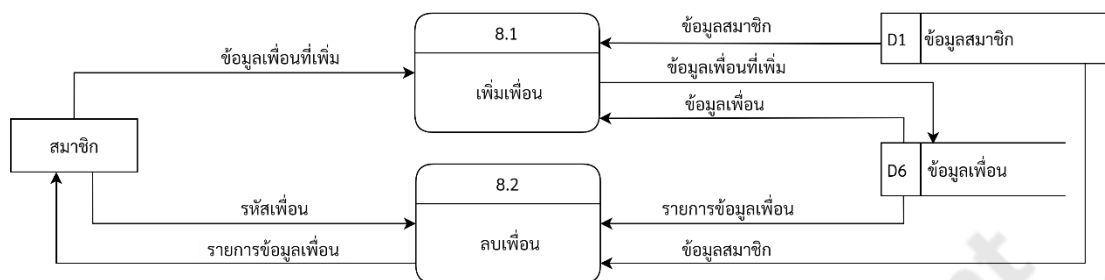 8.1
ข้อมูลสมาชิก
D1
ข้อมูลสมาชิก
ข้อมูลเพื่อนที่เพิ่ม
ข้อมูลเพื่อนที่เพิ่ม
เพิ่มเพื่อน
ข้อมูลเพื่อน
สมาชิก
D6
ข้อมูลเพื่อน
8.2
รหัสเพื่อน
รายการข้อมูลเพื่อน
ลบเพื่อน
รายการข้อมูลเพื่อน
ข้อมูลสมาชิก